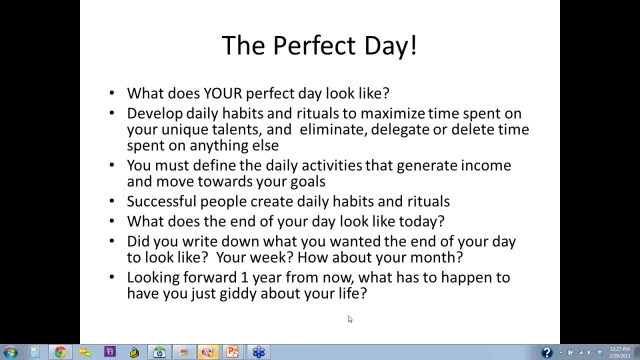 The Perfect Day!
• What does YOUR perfect day look like?
• Develop daily habits and rituals to maximize time spent on
your unique talents, and  eliminate, delegate or delete time
spent on anything else
• You must define the daily activities that generate income
and move towards your goals
• Successful people create daily habits and rituals
• What does the end of your day look like today?
• Did you write down what you wanted the end of your day
to look like?  Your week? How about your month?
• Looking forward 1 year from now, what has to happen to
have you just giddy about your life?
12:27 PM